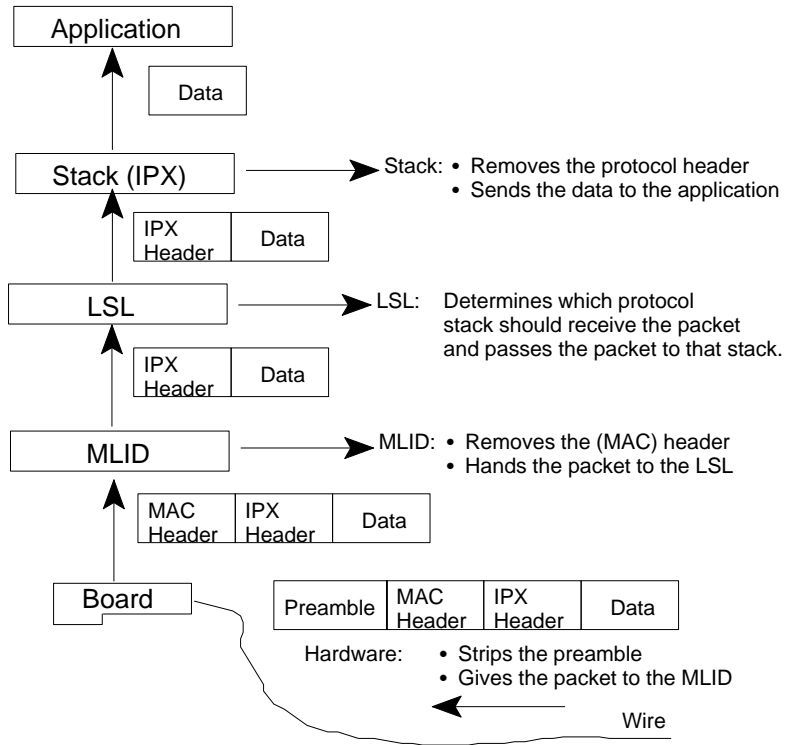 Application
Data
Stack (IPX)
Stack: • Removes the protocol header
• Sends the data to the application
IPX Header
Data
LSL
LSL: Determines which protocol
stack should receive the packet
and passes the packet to that stack.
IPX Header
Data
MLID
MLID: • Removes the (MAC) header
• Hands the packet to the LSL
MAC Header
IPX Header
Data
Board
Preamble
MAC Header
IPX Header
Data
Hardware: • Strips the preamble
• Gives the packet to the MLID
Wire